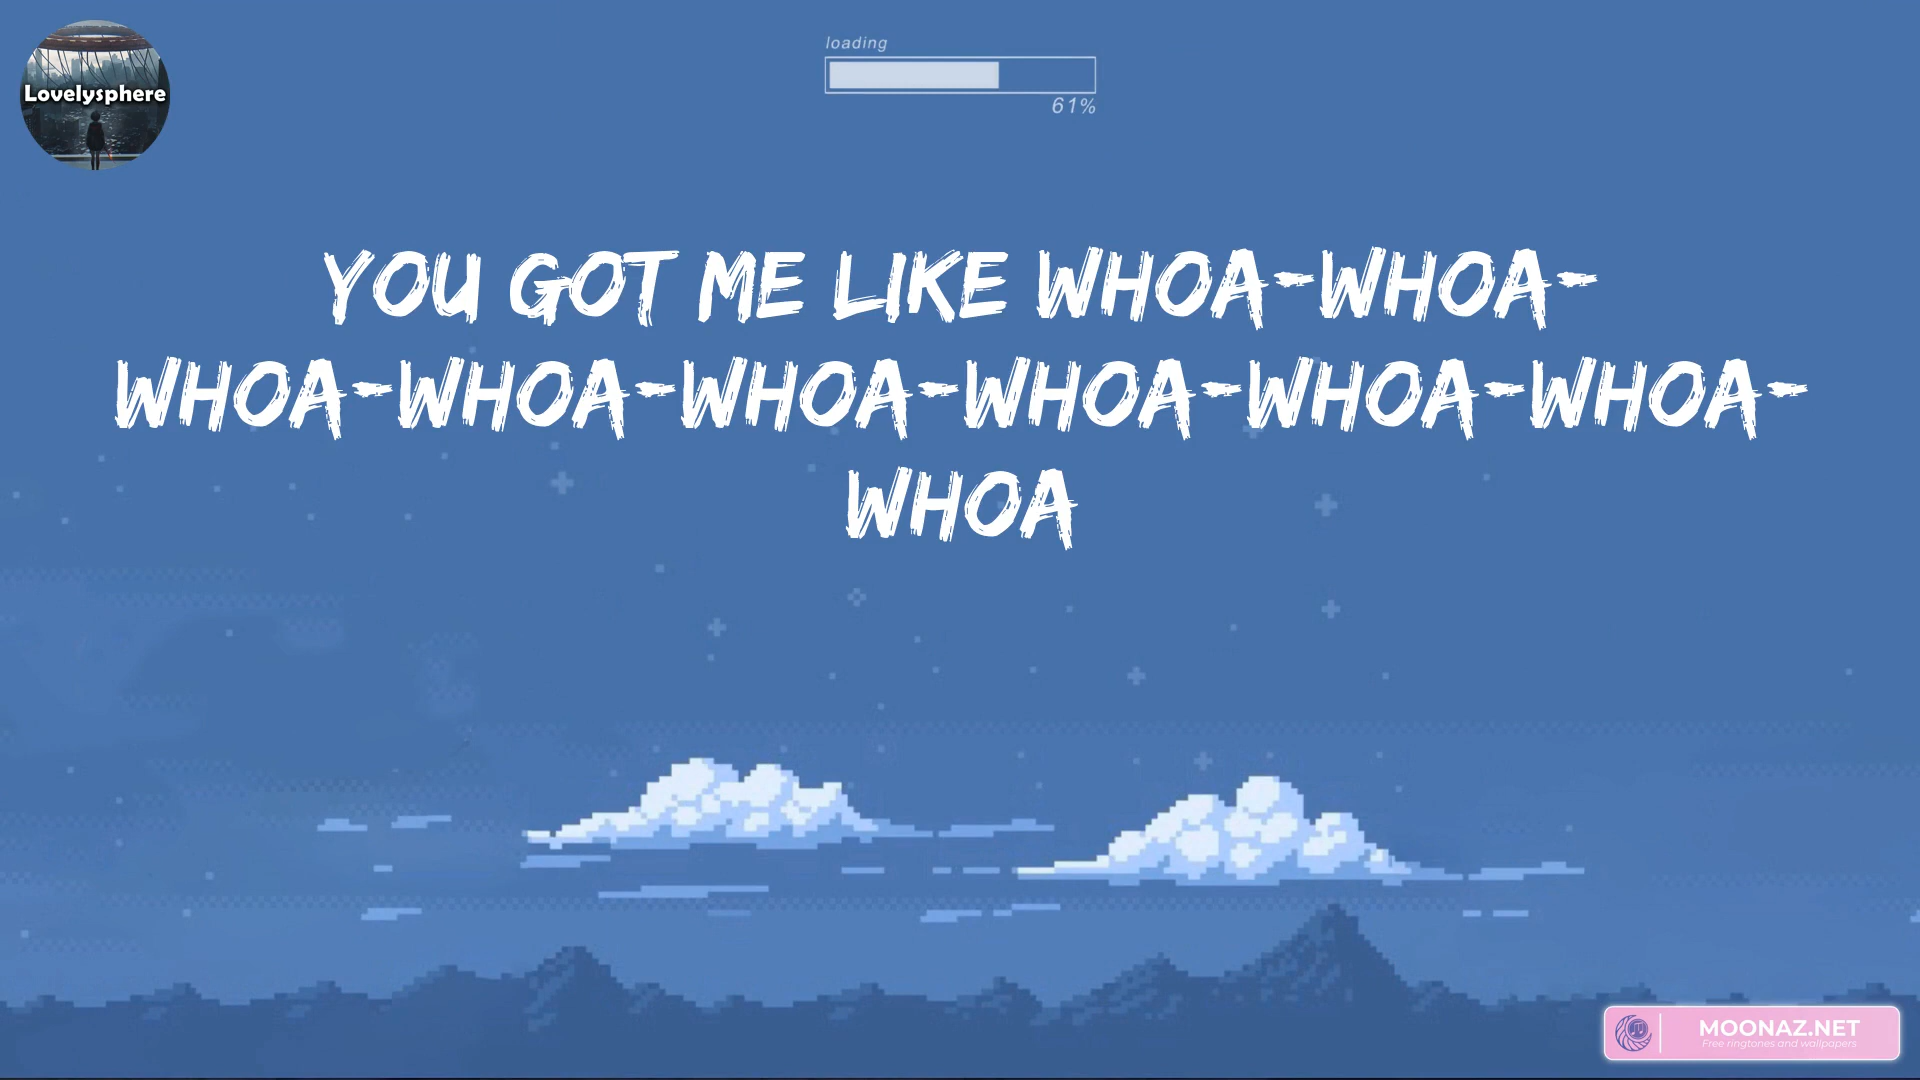 Lovelysphere
loading
61%
YOU GOT ME LIKE WHOA-WHOA-
WHOA-WHOA-WHOA-WHOA-WHOA-WHOA-
WHOA
MOONAZ.NET
Free ringtones and wallpapers